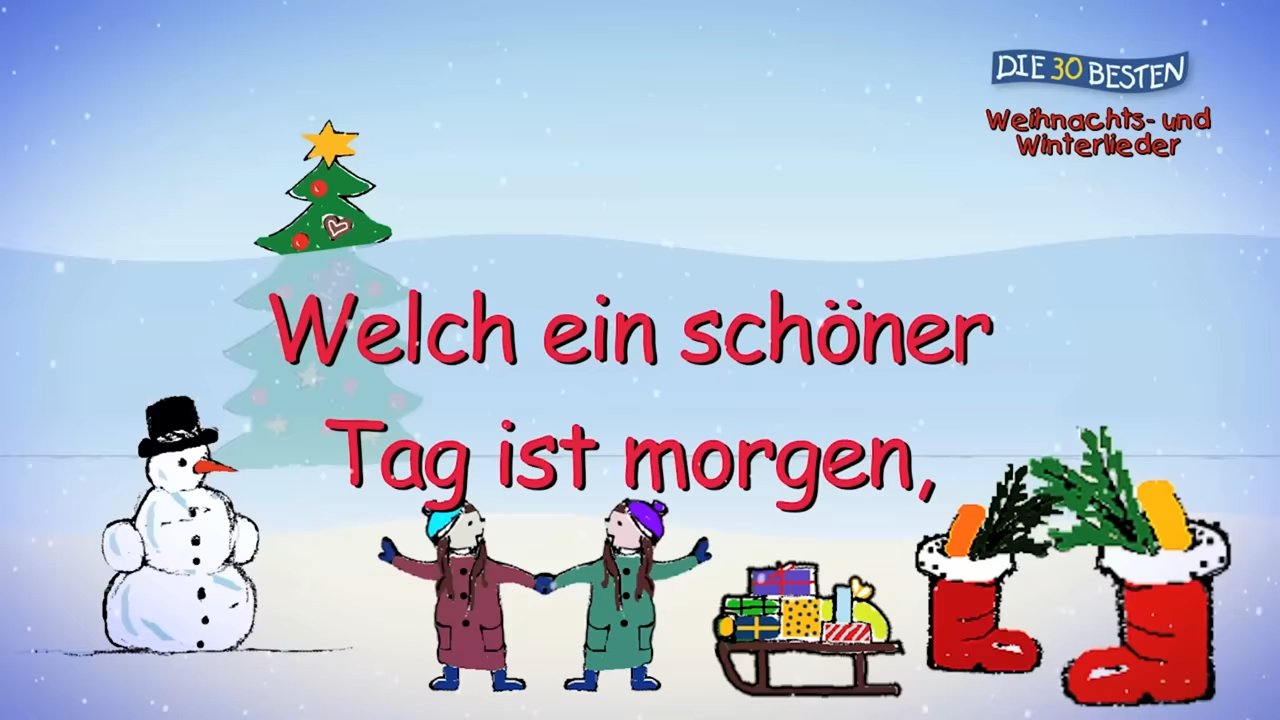 DIE 30 BESTEN
Weihnachts- und
Winterlieder
Welch ein schöner
Tag ist morgen,